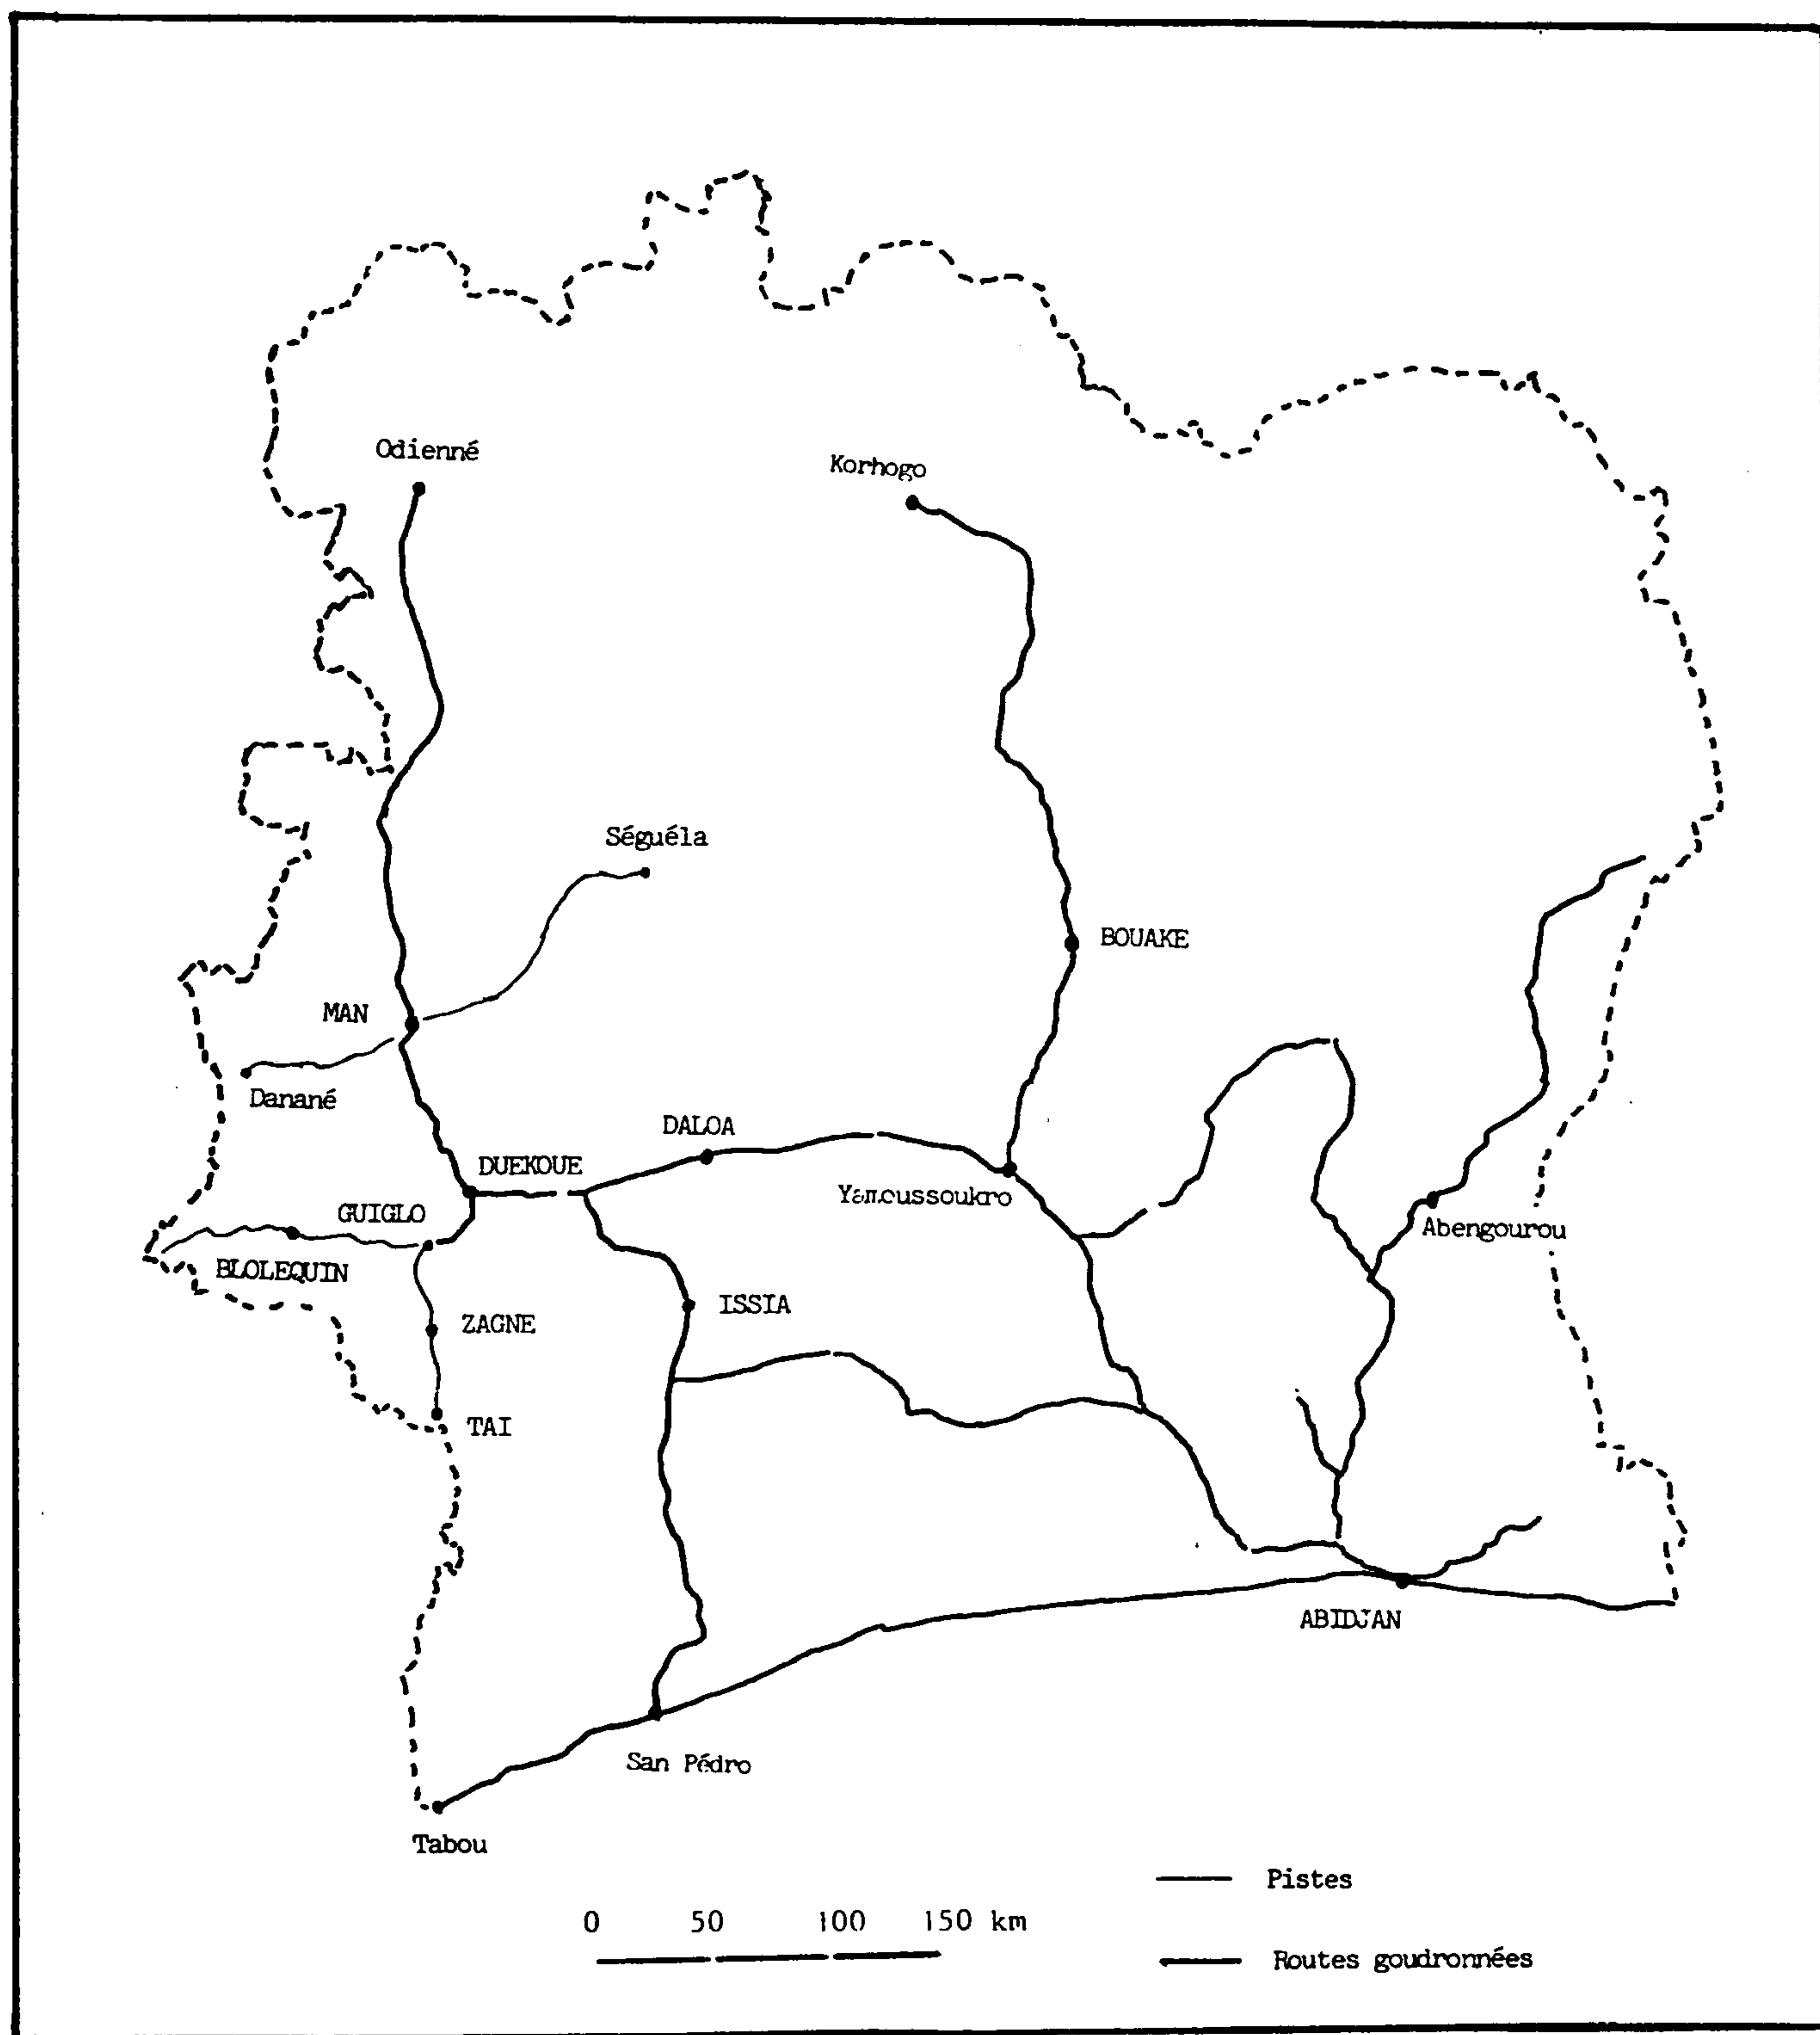 Odienné
Korhogo
Séguéla
BOUAKE
MAN
Danané
DALOA
DUEKOUE
Yamoussoukro
GUIGLO
Abengourou
BLOLEQUIN
ISSIA
ZAGNE
TAI
ABIDJAN
San Pédro
Tabou
Pistes
0 50 100 150 km
Routes goudronnées